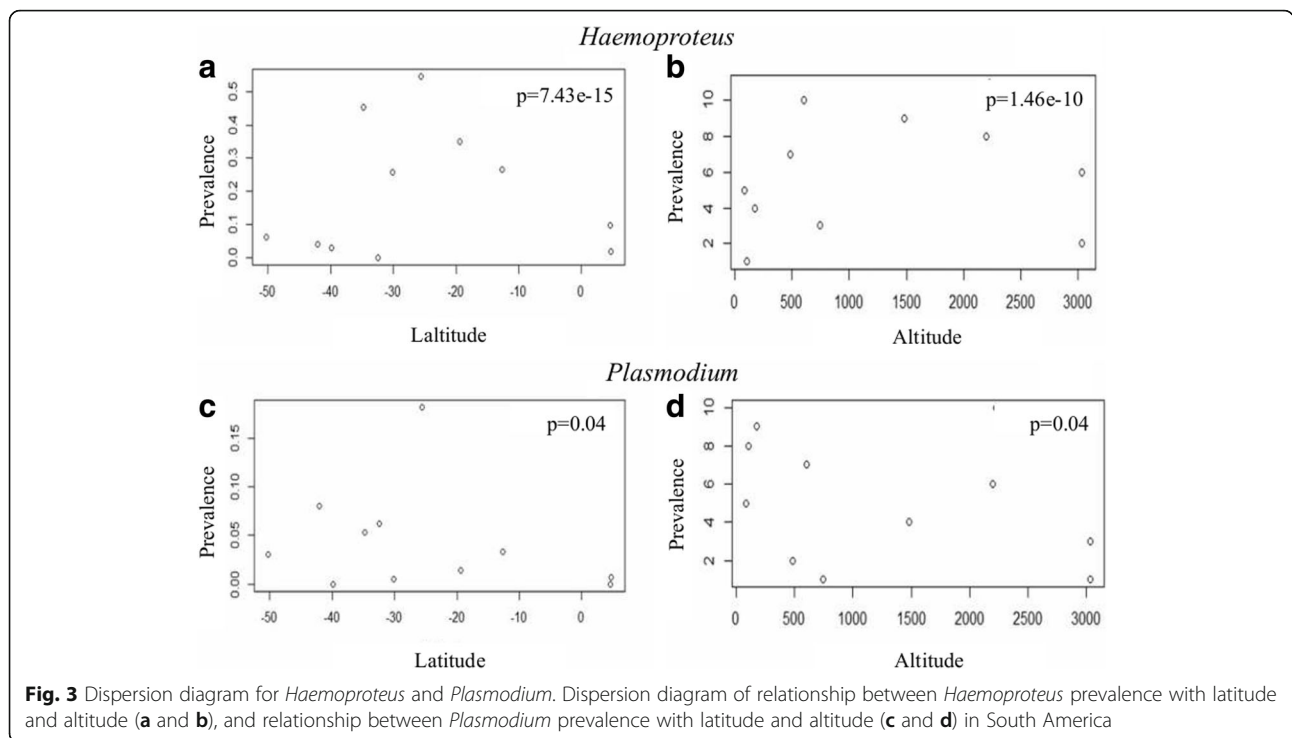 Haemoproteus
a
b
p=7.43e-15
p=1.46e-10
Prevalence
0.0 0.1 0.2 0.3 0.4 0.5
-50 -40 -30 -20 -10 0
Laltitude
Prevalence
2 4 6 8 10
0 500 1000 1500 2000 2500 3000
Altitude
Plasmodium
c
d
p=0.04
p=0.04
Prevalence
0.00 0.05 0.10 0.15
-50 -40 -30 -20 -10 0
Latitude
Prevalence
2 4 6 8 10
0 500 1000 1500 2000 2500 3000
Altitude
Fig. 3 Dispersion diagram for Haemoproteus and Plasmodium. Dispersion diagram of relationship between Haemoproteus prevalence with latitude
and altitude (a and b), and relationship between Plasmodium prevalence with latitude and altitude (c and d) in South America